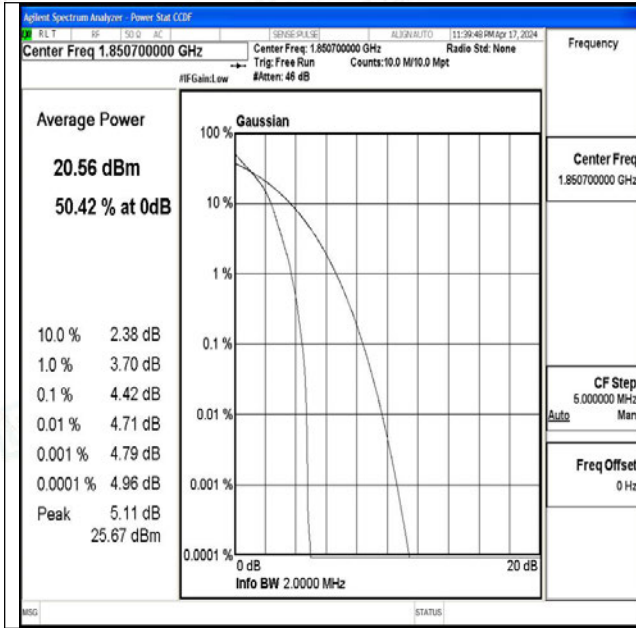 Agilent Spectrum Analyzer - Power Stat CCDF
RL T RF 50 Ω AC SENSE:PULSE ALIGNAUTO 11:39:48 PM Apr 17, 2024
Center Freq 1.850700000 GHz
Center Freq: 1.850700000 GHz Radio Std: None
Trig: Free Run Counts:10.0 M/10.0 Mpt
#IFGain:Low #Atten: 46 dB
Frequency
Average Power
20.56 dBm
50.42 % at 0dB
10.0 % 2.38 dB
1.0 % 3.70 dB
0.1 % 4.42 dB
0.01 % 4.71 dB
0.001 % 4.79 dB
0.0001 % 4.96 dB
Peak 5.11 dB
25.67 dBm
Gaussian
100 %
10 %
1 %
0.1 %
0.01 %
0.001 %
0.0001 %
0 dB 20 dB
Info BW 2.0000 MHz
Center Freq
1.850700000 GHz
CF Step
5.000000 MHz
Auto Man
Freq Offset
0 Hz
MSG STATUS